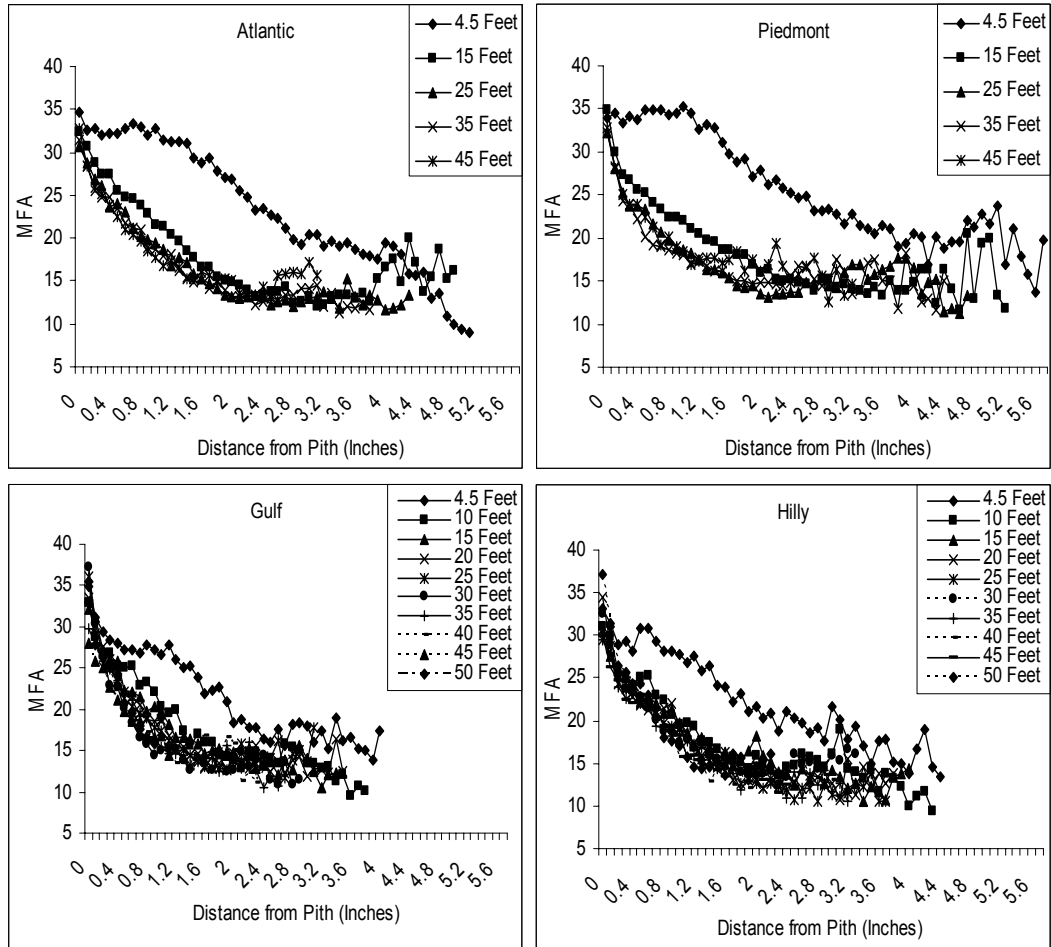 Atlantic
4.5 Feet
15 Feet
25 Feet
35 Feet
45 Feet
40
35
30
25
20
15
10
5
MFA
0
0.4
0.8
1.2
1.6
2
2.4
2.8
3.2
3.6
4
4.4
4.8
5.2
5.6
Distance from Pith (Inches)
Piedmont
4.5 Feet
15 Feet
25 Feet
35 Feet
45 Feet
40
35
30
25
20
15
10
5
MFA
0
0.4
0.8
1.2
1.6
2
2.4
2.8
3.2
3.6
4
4.4
4.8
5.2
5.6
Distance from Pith (Inches)
Gulf
4.5 Feet
10 Feet
15 Feet
20 Feet
25 Feet
30 Feet
35 Feet
40 Feet
45 Feet
50 Feet
40
35
30
25
20
15
10
5
MFA
0
0.4
0.8
1.2
1.6
2
2.4
2.8
3.2
3.6
4
4.4
4.8
5.2
5.6
Distance from Pith (Inches)
Hilly
4.5 Feet
10 Feet
15 Feet
20 Feet
25 Feet
30 Feet
35 Feet
40 Feet
45 Feet
50 Feet
40
35
30
25
20
15
10
5
MFA
0
0.4
0.8
1.2
1.6
2
2.4
2.8
3.2
3.6
4
4.4
4.8
5.2
5.6
Distance from Pith (Inches)